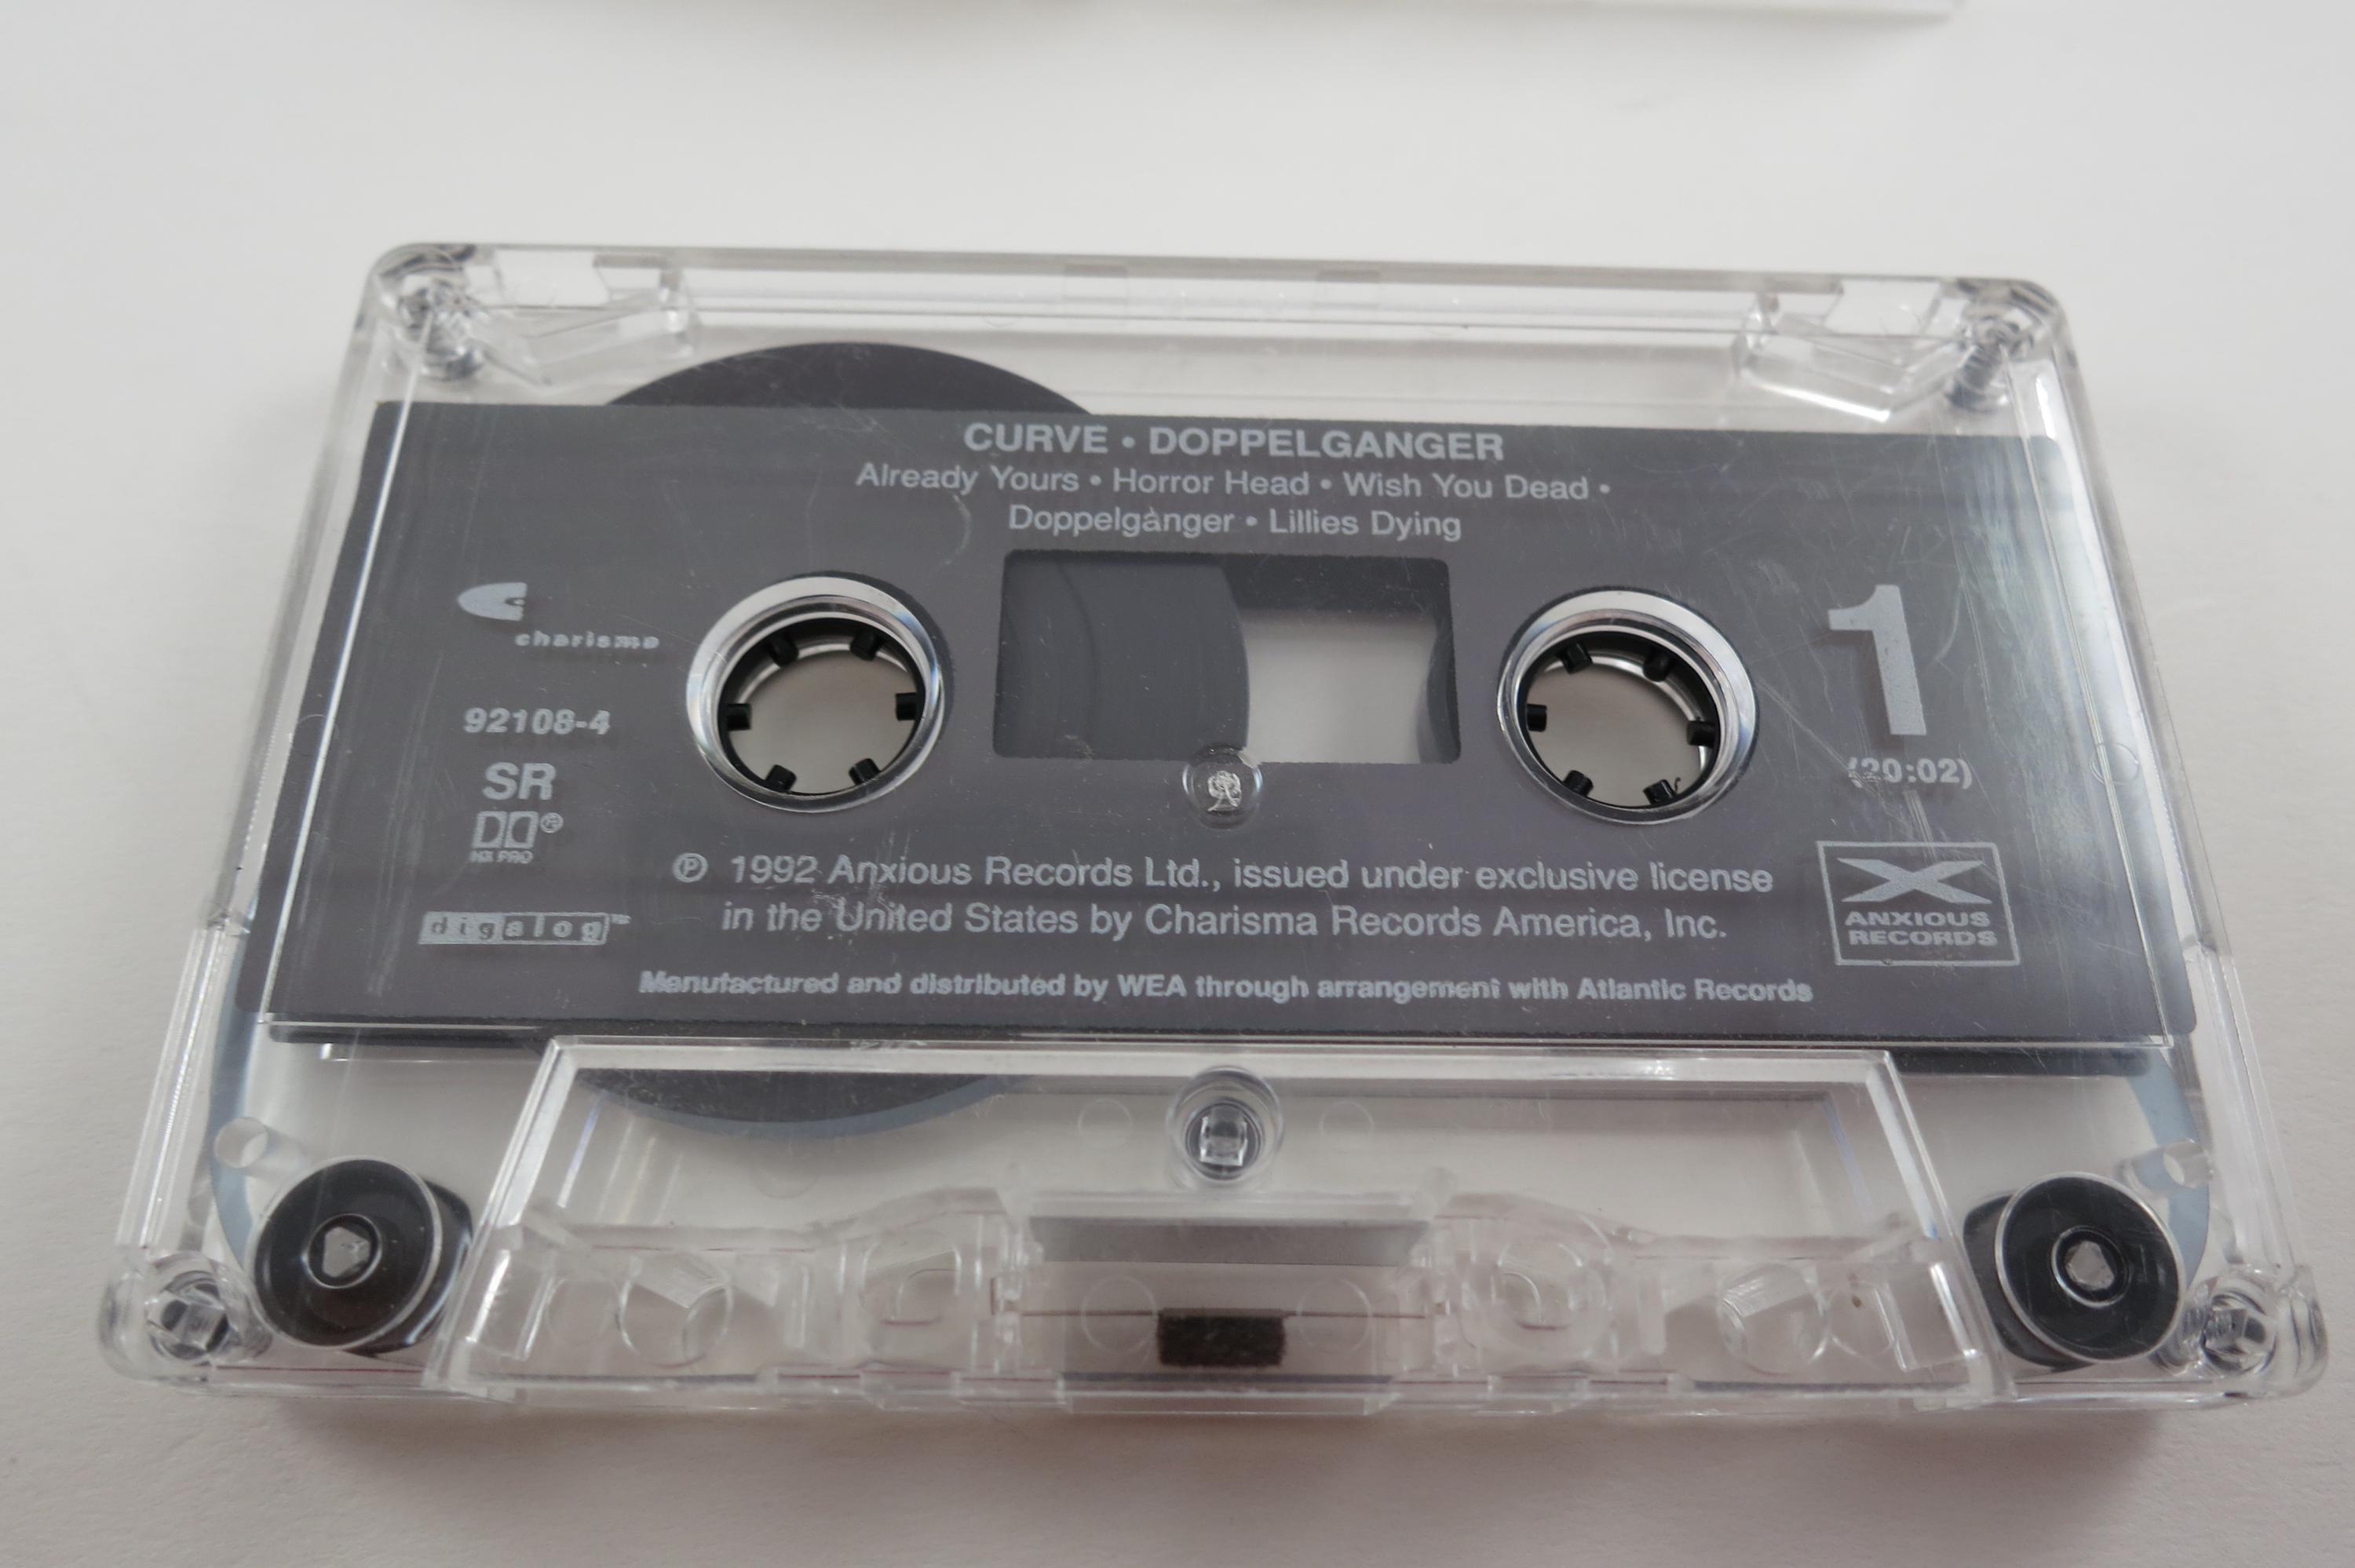 CURVE • DOPPELGANGER
Already Yours • Horror Head • Wish You Dead •
Doppelgänger • Lillies Dying
charisma
92108-4
SR
HX PRO
digalog™
1
(20:02)
℗ 1992 Anxious Records Ltd., issued under exclusive license
in the United States by Charisma Records America, Inc.
X
ANXIOUS
RECORDS
Manufactured and distributed by WEA through arrangement with Atlantic Records